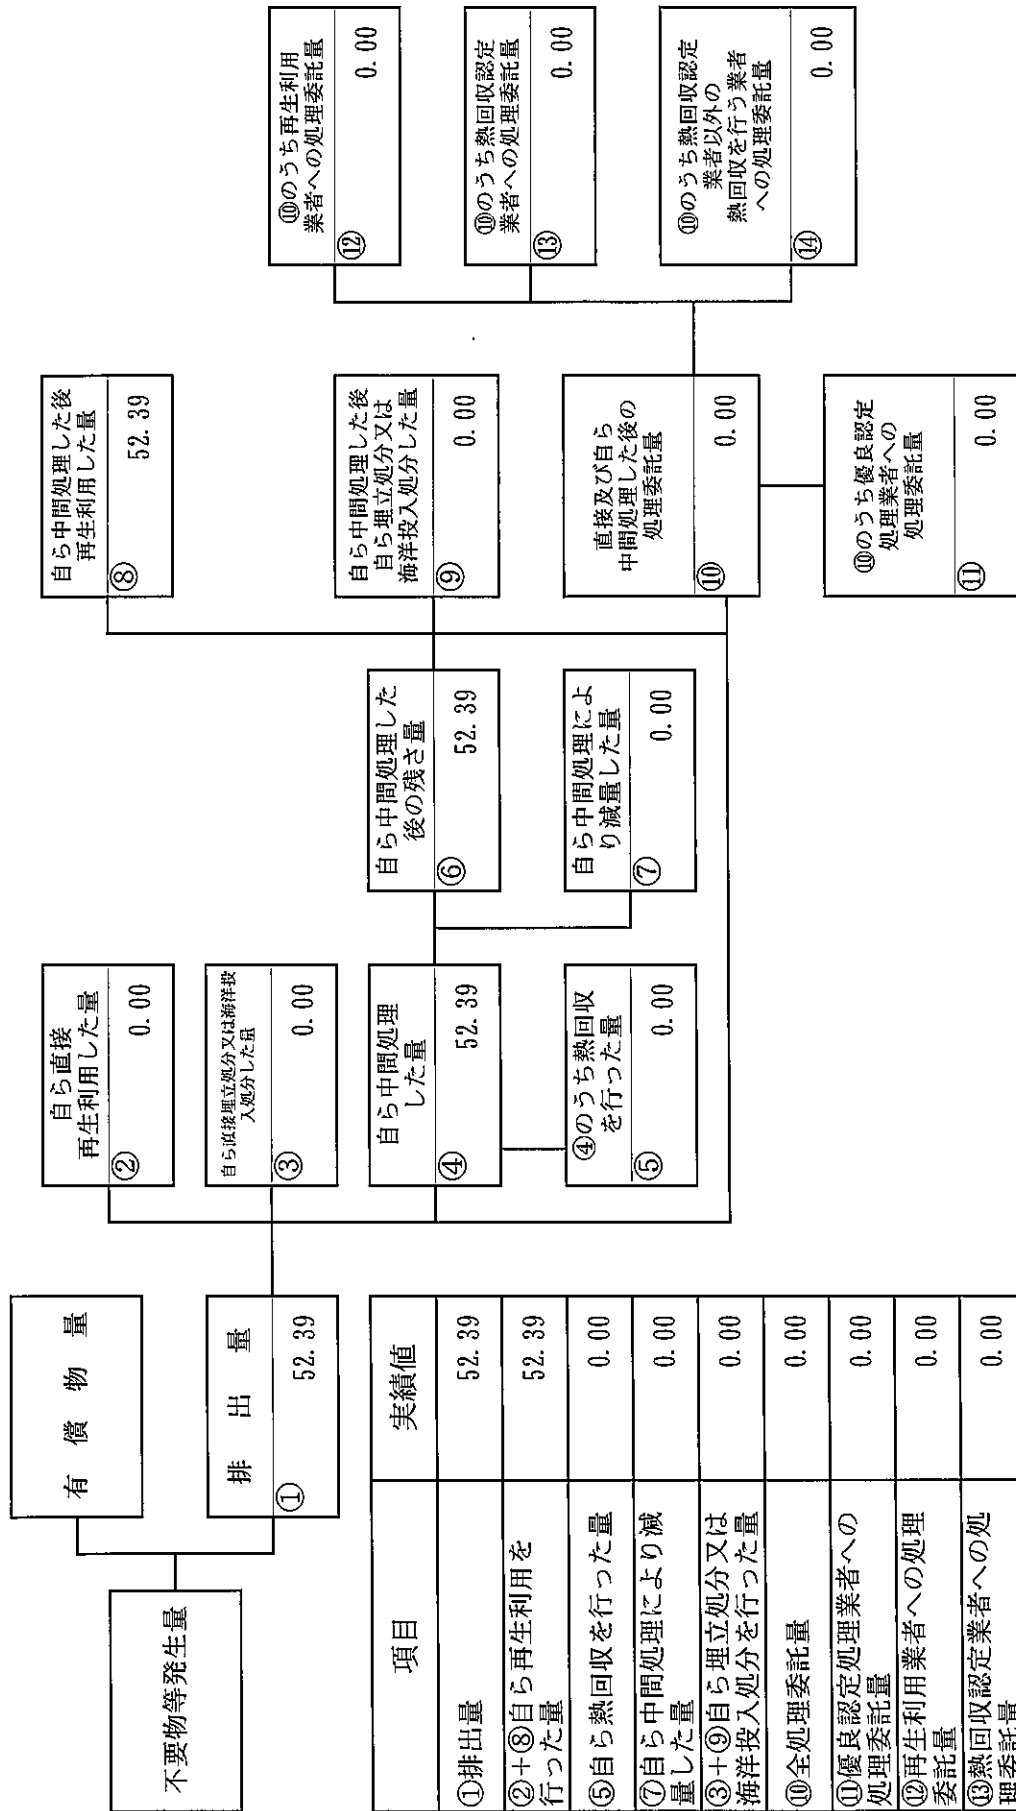 不要物等発生量
有償物量
排出量
①
52.39
自ら直接
再生利用した量
②
0.00
自ら直接埋立処分又は海洋投
入処分した量
③
0.00
自ら中間処理
した量
④
52.39
④のうち熱回収
を行った量
⑤
0.00
自ら中間処理した
後の残さ量
⑥
52.39
自ら中間処理によ
り減量した量
⑦
0.00
自ら中間処理した後
再生利用した量
⑧
52.39
自ら中間処理した後
自ら埋立処分又は
海洋投入処分した量
⑨
0.00
直接及び自ら
中間処理した後の
処理委託量
⑩
0.00
⑩のうち優良認定
処理業者への
処理委託量
⑪
0.00
⑩のうち再生利用
業者への処理委託量
⑫
0.00
⑩のうち熱回収認定
業者への処理委託量
⑬
0.00
⑩のうち熱回収認定
業者以外の
熱回収を行う業者
への処理委託量
⑭
0.00
項目 実績値
①排出量 52.39
②+⑧自ら再生利用を
行った量 52.39
⑤自ら熱回収を行った量 0.00
⑦自ら中間処理により減
量した量 0.00
③+⑨自ら埋立処分又は
海洋投入処分を行った量 0.00
⑩全処理委託量 0.00
⑪優良認定処理業者への
処理委託量 0.00
⑫再生利用業者への処理
委託量 0.00
⑬熱回収認定業者への処
理委託量 0.00